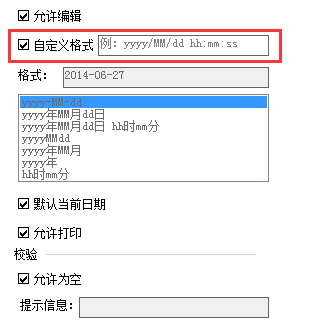 允许编辑
自定义格式 例: yyyy/MM/dd hh:mm:ss
格式: 2014-06-27
yyyy-MM-dd
yyyy年MM月dd日
yyyy年MM月dd日 hh时mm分
yyyyMMdd
yyyy年MM月
yyyy年
hh时mm分
默认当前日期
允许打印
校验
允许为空
提示信息: